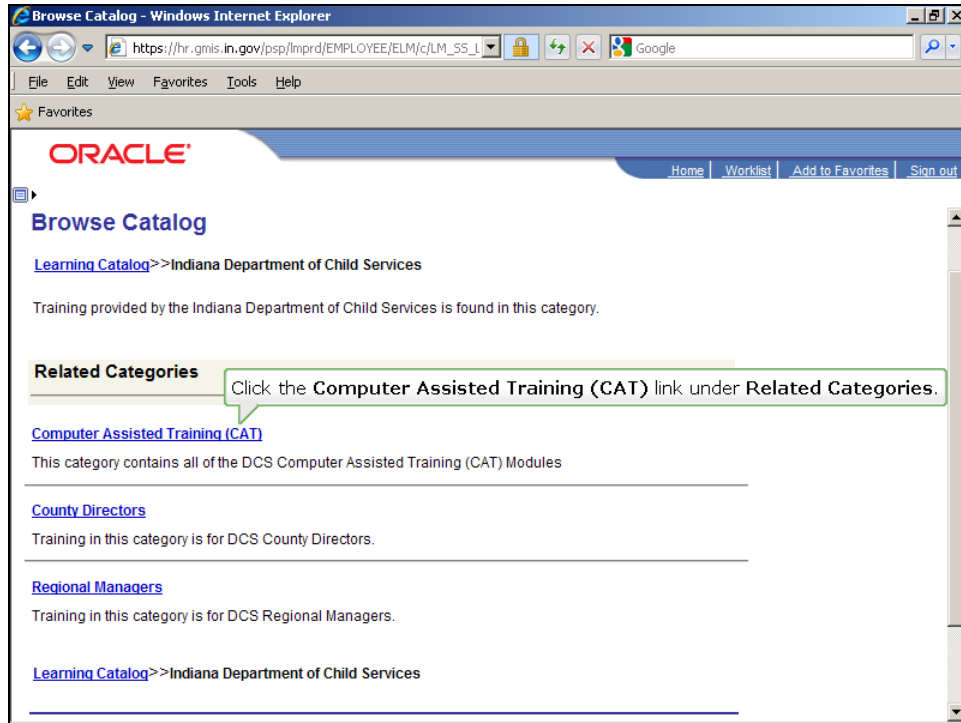 Browse Catalog - Windows Internet Explorer
https://hr.gmis.in.gov/psp/lmprd/EMPLOYEE/ELM/c/LM_SS_L
Google
File Edit View Favorites Tools Help
Favorites
ORACLE
Home Worklist Add to Favorites Sign out
Browse Catalog
Learning Catalog>>Indiana Department of Child Services
Training provided by the Indiana Department of Child Services is found in this category.
Related Categories
Click the Computer Assisted Training (CAT) link under Related Categories.
Computer Assisted Training (CAT)
This category contains all of the DCS Computer Assisted Training (CAT) Modules
County Directors
Training in this category is for DCS County Directors.
Regional Managers
Training in this category is for DCS Regional Managers.
Learning Catalog>>Indiana Department of Child Services